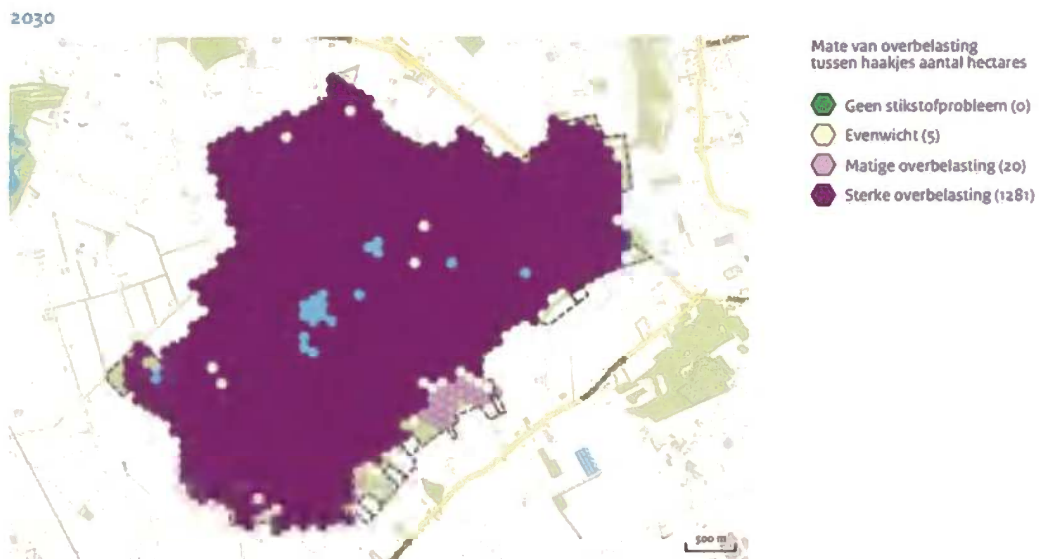 2030
Mate van overbelasting
tussen haakjes aantal hectares
Geen stikstofprobleem (0)
Evenwicht (5)
Matige overbelasting (20)
Sterke overbelasting (1281)
500 m